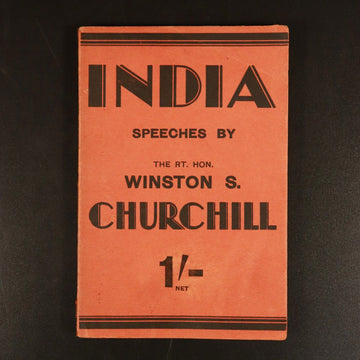 INDIA
SPEECHES BY
THE RT. HON.
WINSTON S.
CHURCHILL
1/-
NET